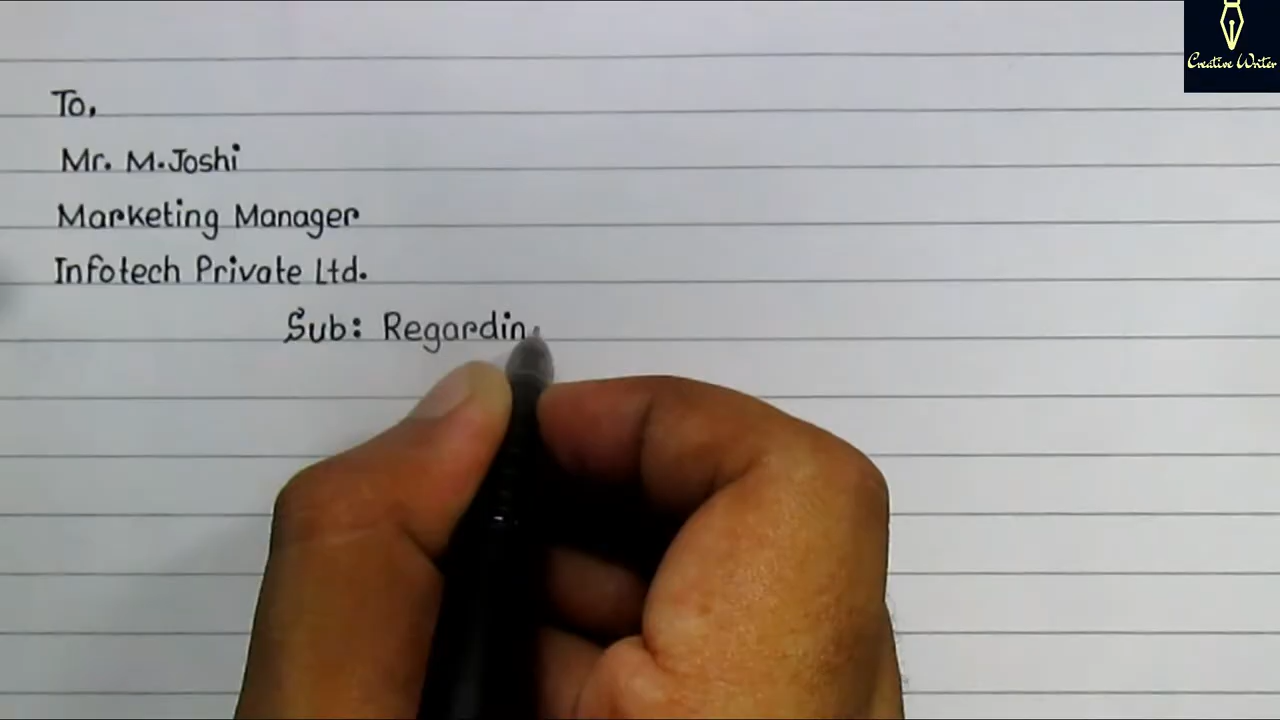 Creative Writer
To,
Mr. M. Joshi
Marketing Manager
Infotech Private Ltd.
Sub: Regardin